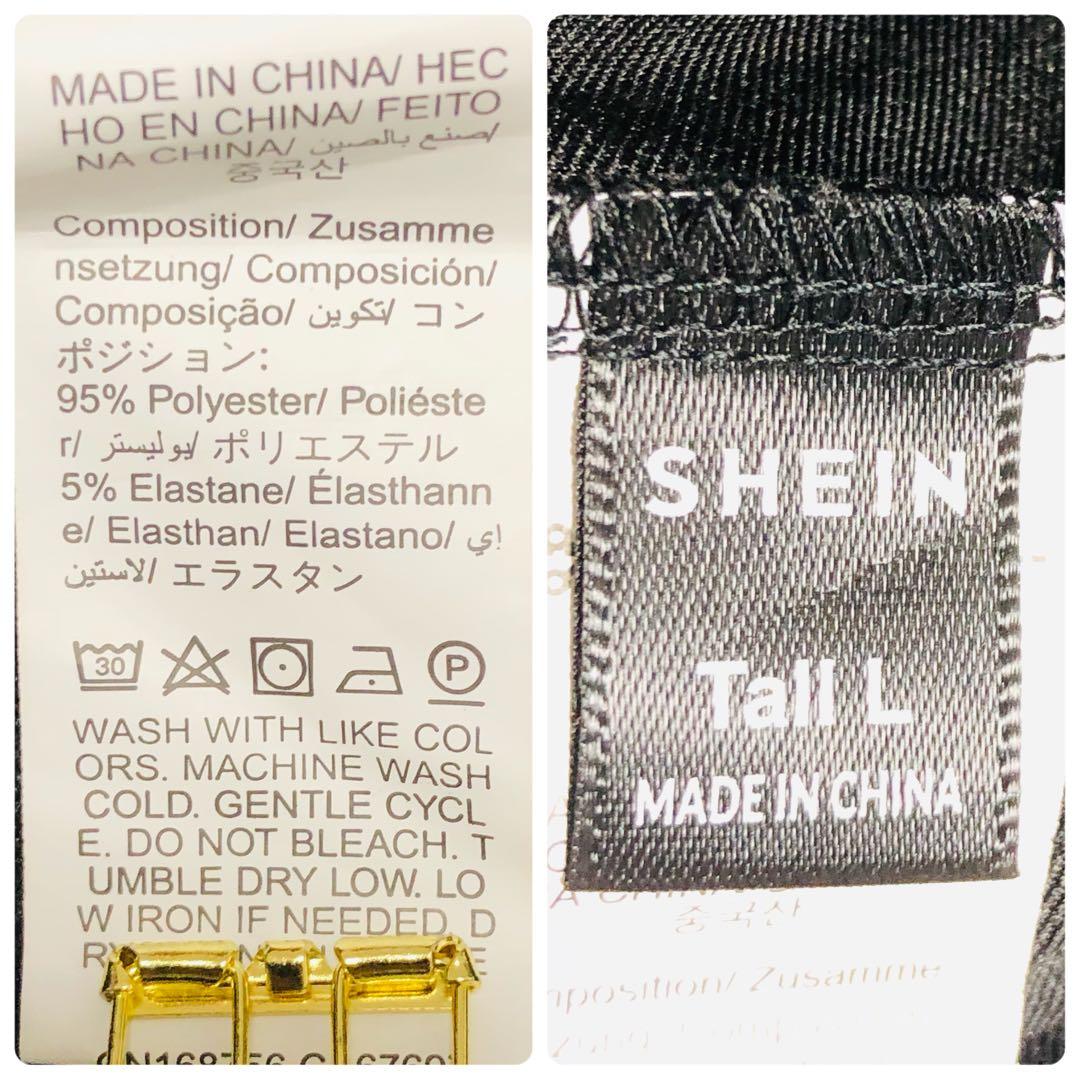 MADE IN CHINA/ HEC
HO EN CHINA/ FEITO
NA CHINA/ صنع بالصين/
중국산
Composition/ Zusamme
nsetzung/ Composición/
Composição/ تكوين/ コン
ポジション:
95% Polyester/ Poliéste
r/ بوليستر/ ポリエステル
5% Elastane/ Élasthann
e/ Elasthan/ Elastano/ إي
لاستين/ エラスタン
30
P
WASH WITH LIKE COL
ORS. MACHINE WASH
COLD. GENTLE CYCL
E. DO NOT BLEACH. T
UMBLE DRY LOW. LO
W IRON IF NEEDED. D
SHEIN
Tall L
MADE IN CHINA
중국산
Zusamme